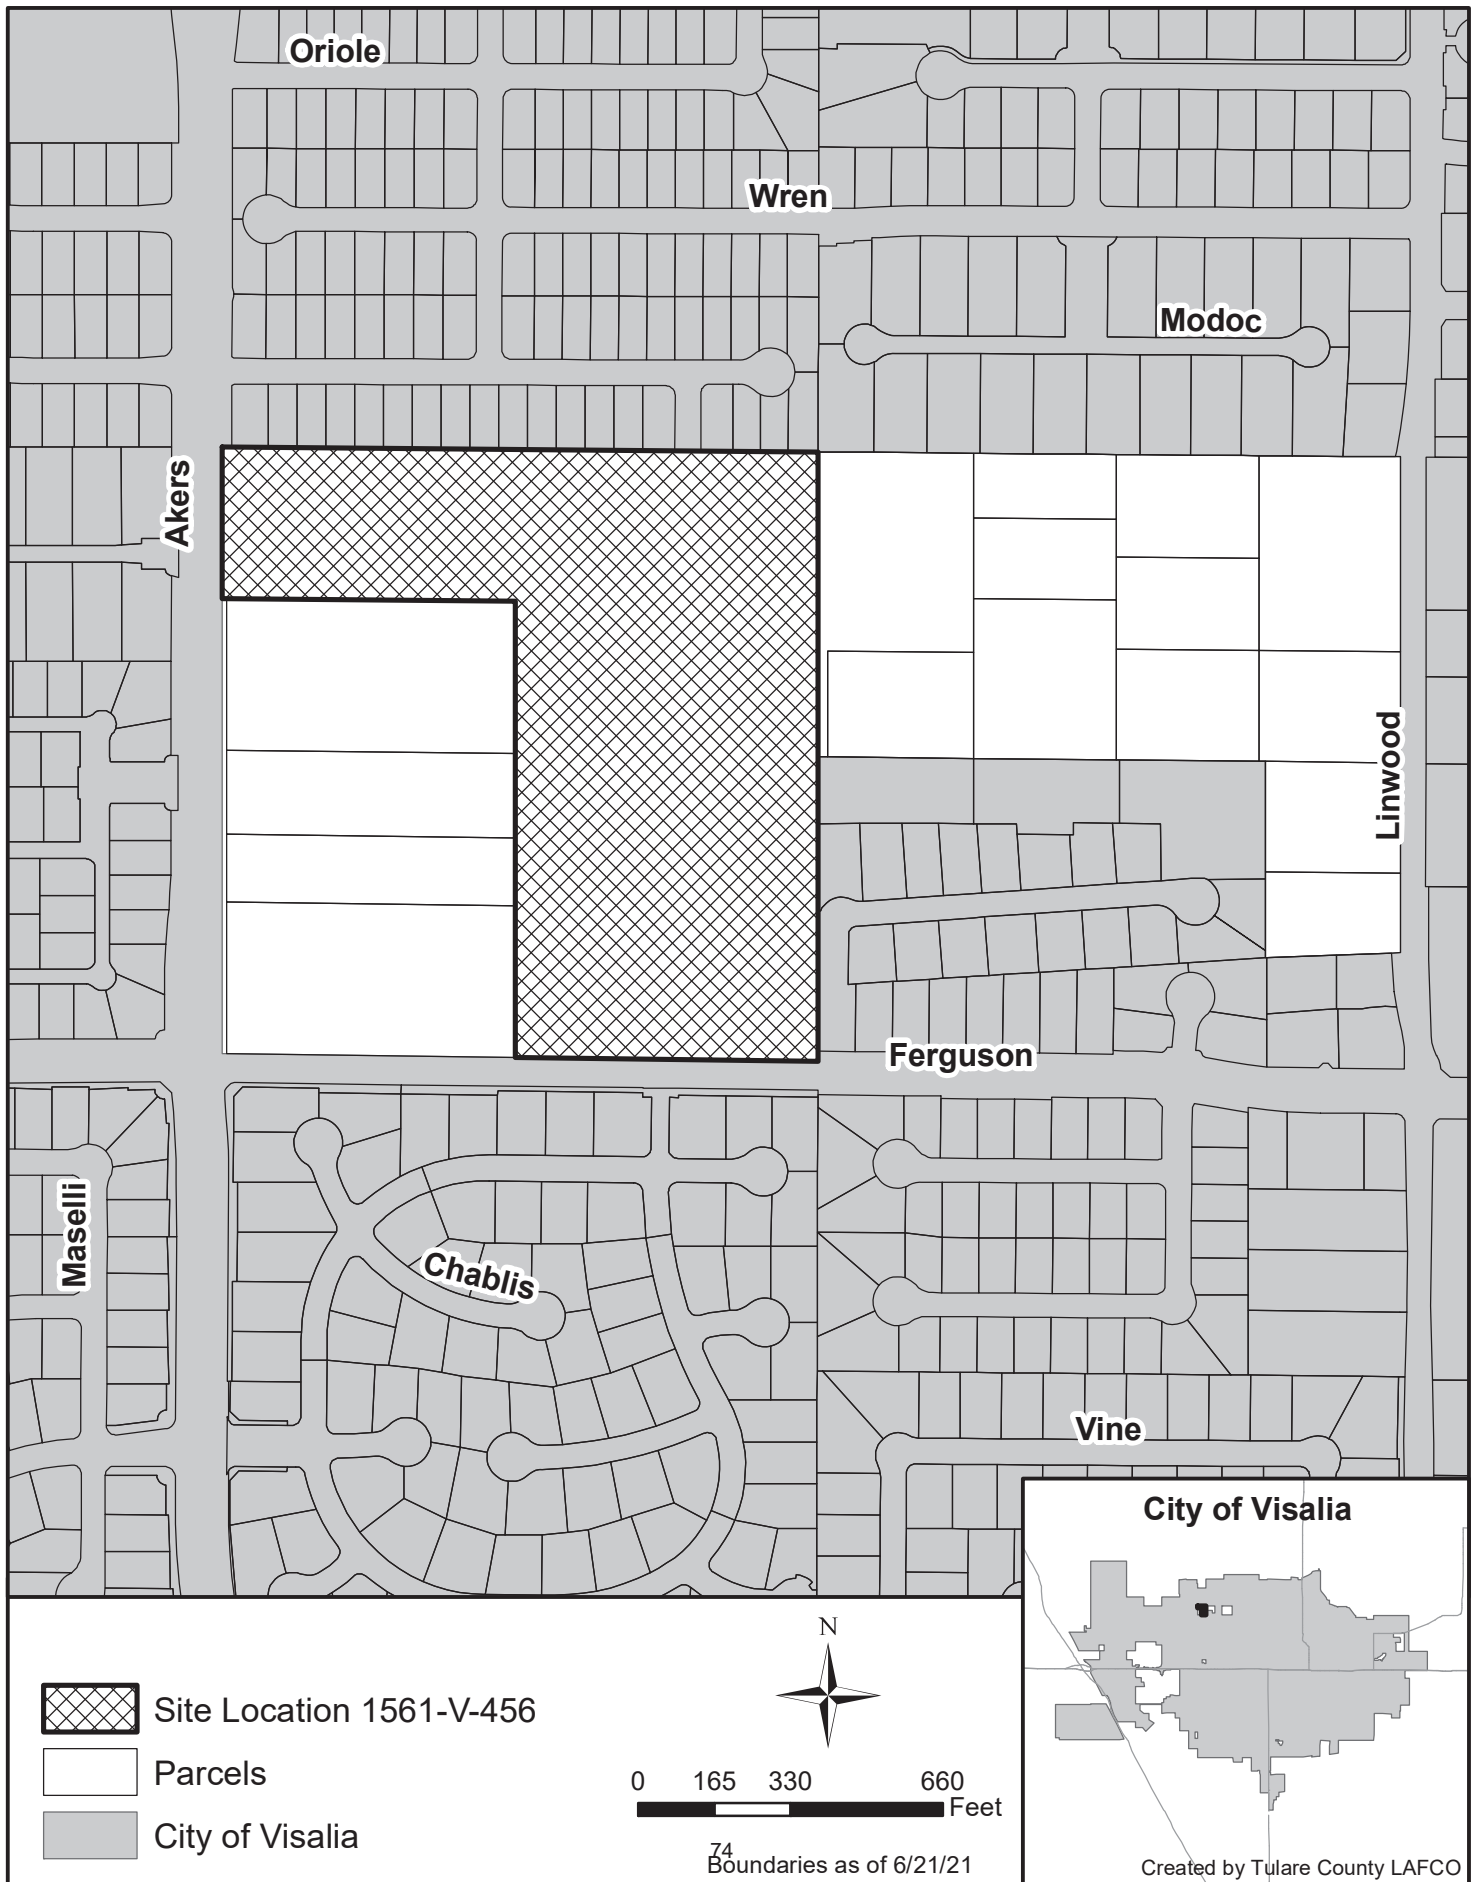 Oriole
Wren
Modoc
Akers
Linwood
Ferguson
Maselli
Chablis
Vine
City of Visalia
N
Site Location 1561-V-456
Parcels
City of Visalia
0 165 330 660
Feet
74
Boundaries as of 6/21/21
Created by Tulare County LAFCO